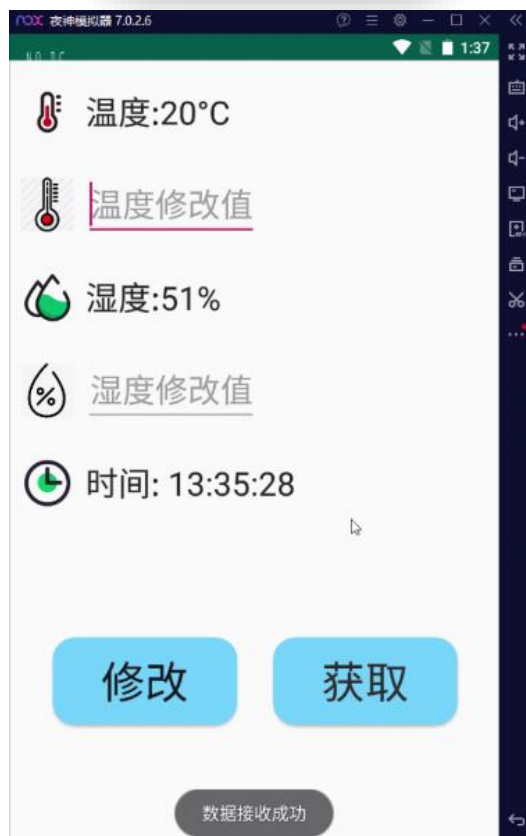 nox 夜神模拟器 7.0.2.6
1:37
温度:20°C
温度修改值
湿度:51%
%
湿度修改值
时间: 13:35:28
修改
获取
数据接收成功